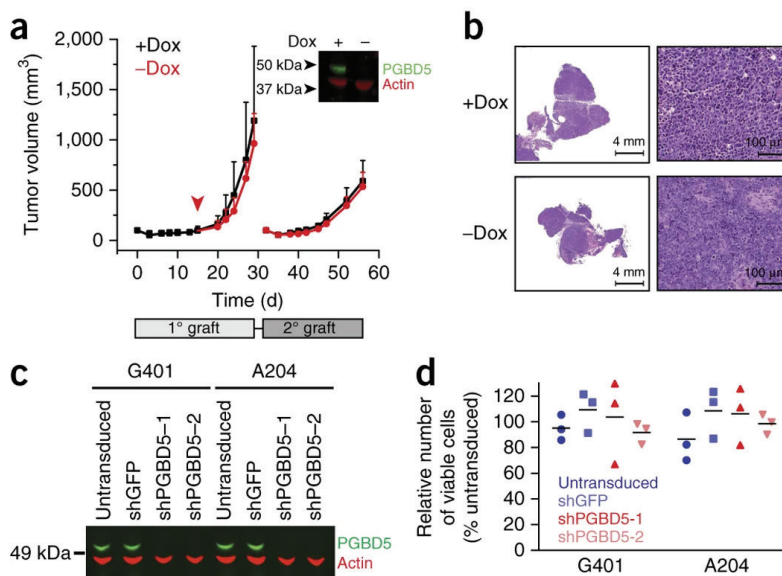 a
+Dox
−Dox
Tumor volume (mm³)
2,000
1,500
1,000
500
0
0 10 20 30 40 50 60
Time (d)
1° graft
2° graft
Dox + −
50 kDa
37 kDa
PGBD5
Actin
b
+Dox
4 mm
100 µm
−Dox
4 mm
100 µm
c
G401 A204
Untransduced
shGFP
shPGBD5–1
shPGBD5–2
Untransduced
shGFP
shPGBD5–1
shPGBD5–2
49 kDa
PGBD5
Actin
d
Relative number
of viable cells
(% untransduced)
120
100
80
60
40
20
0
Untransduced
shGFP
shPGBD5-1
shPGBD5-2
G401 A204